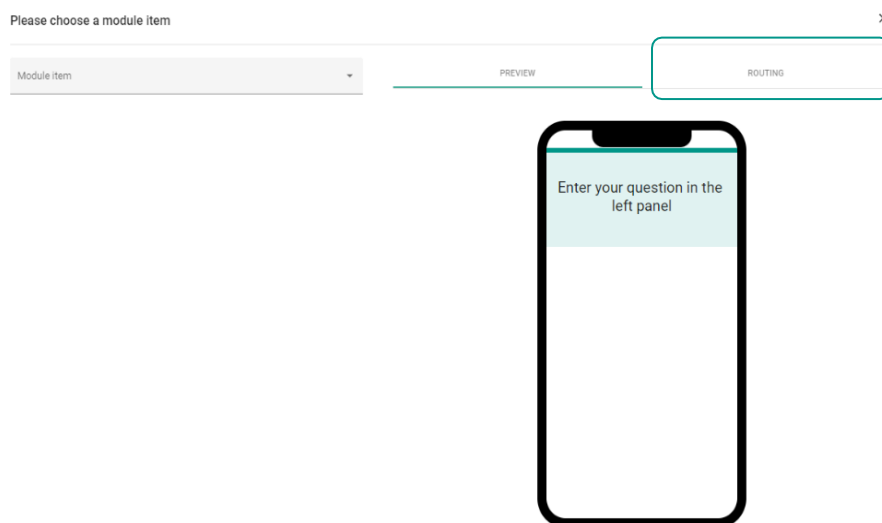 Please choose a module item
Module item
PREVIEW
ROUTING
Enter your question in the
left panel